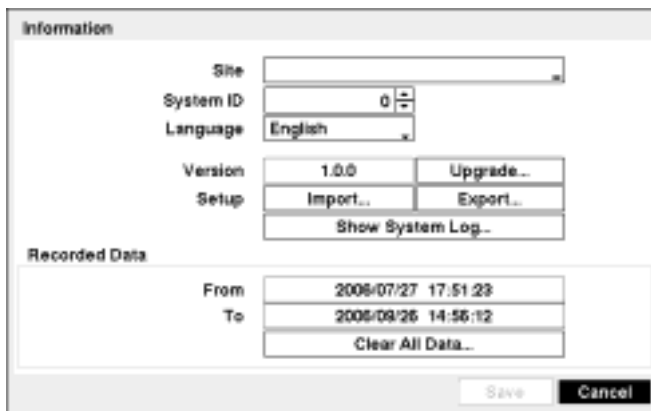 Information
Site
System ID 0
Language English
Version 1.0.0 Upgrade...
Setup Import... Export...
Show System Log...
Recorded Data
From 2006/07/27 17:51:23
To 2006/09/26 14:56:12
Clear All Data...
Save Cancel